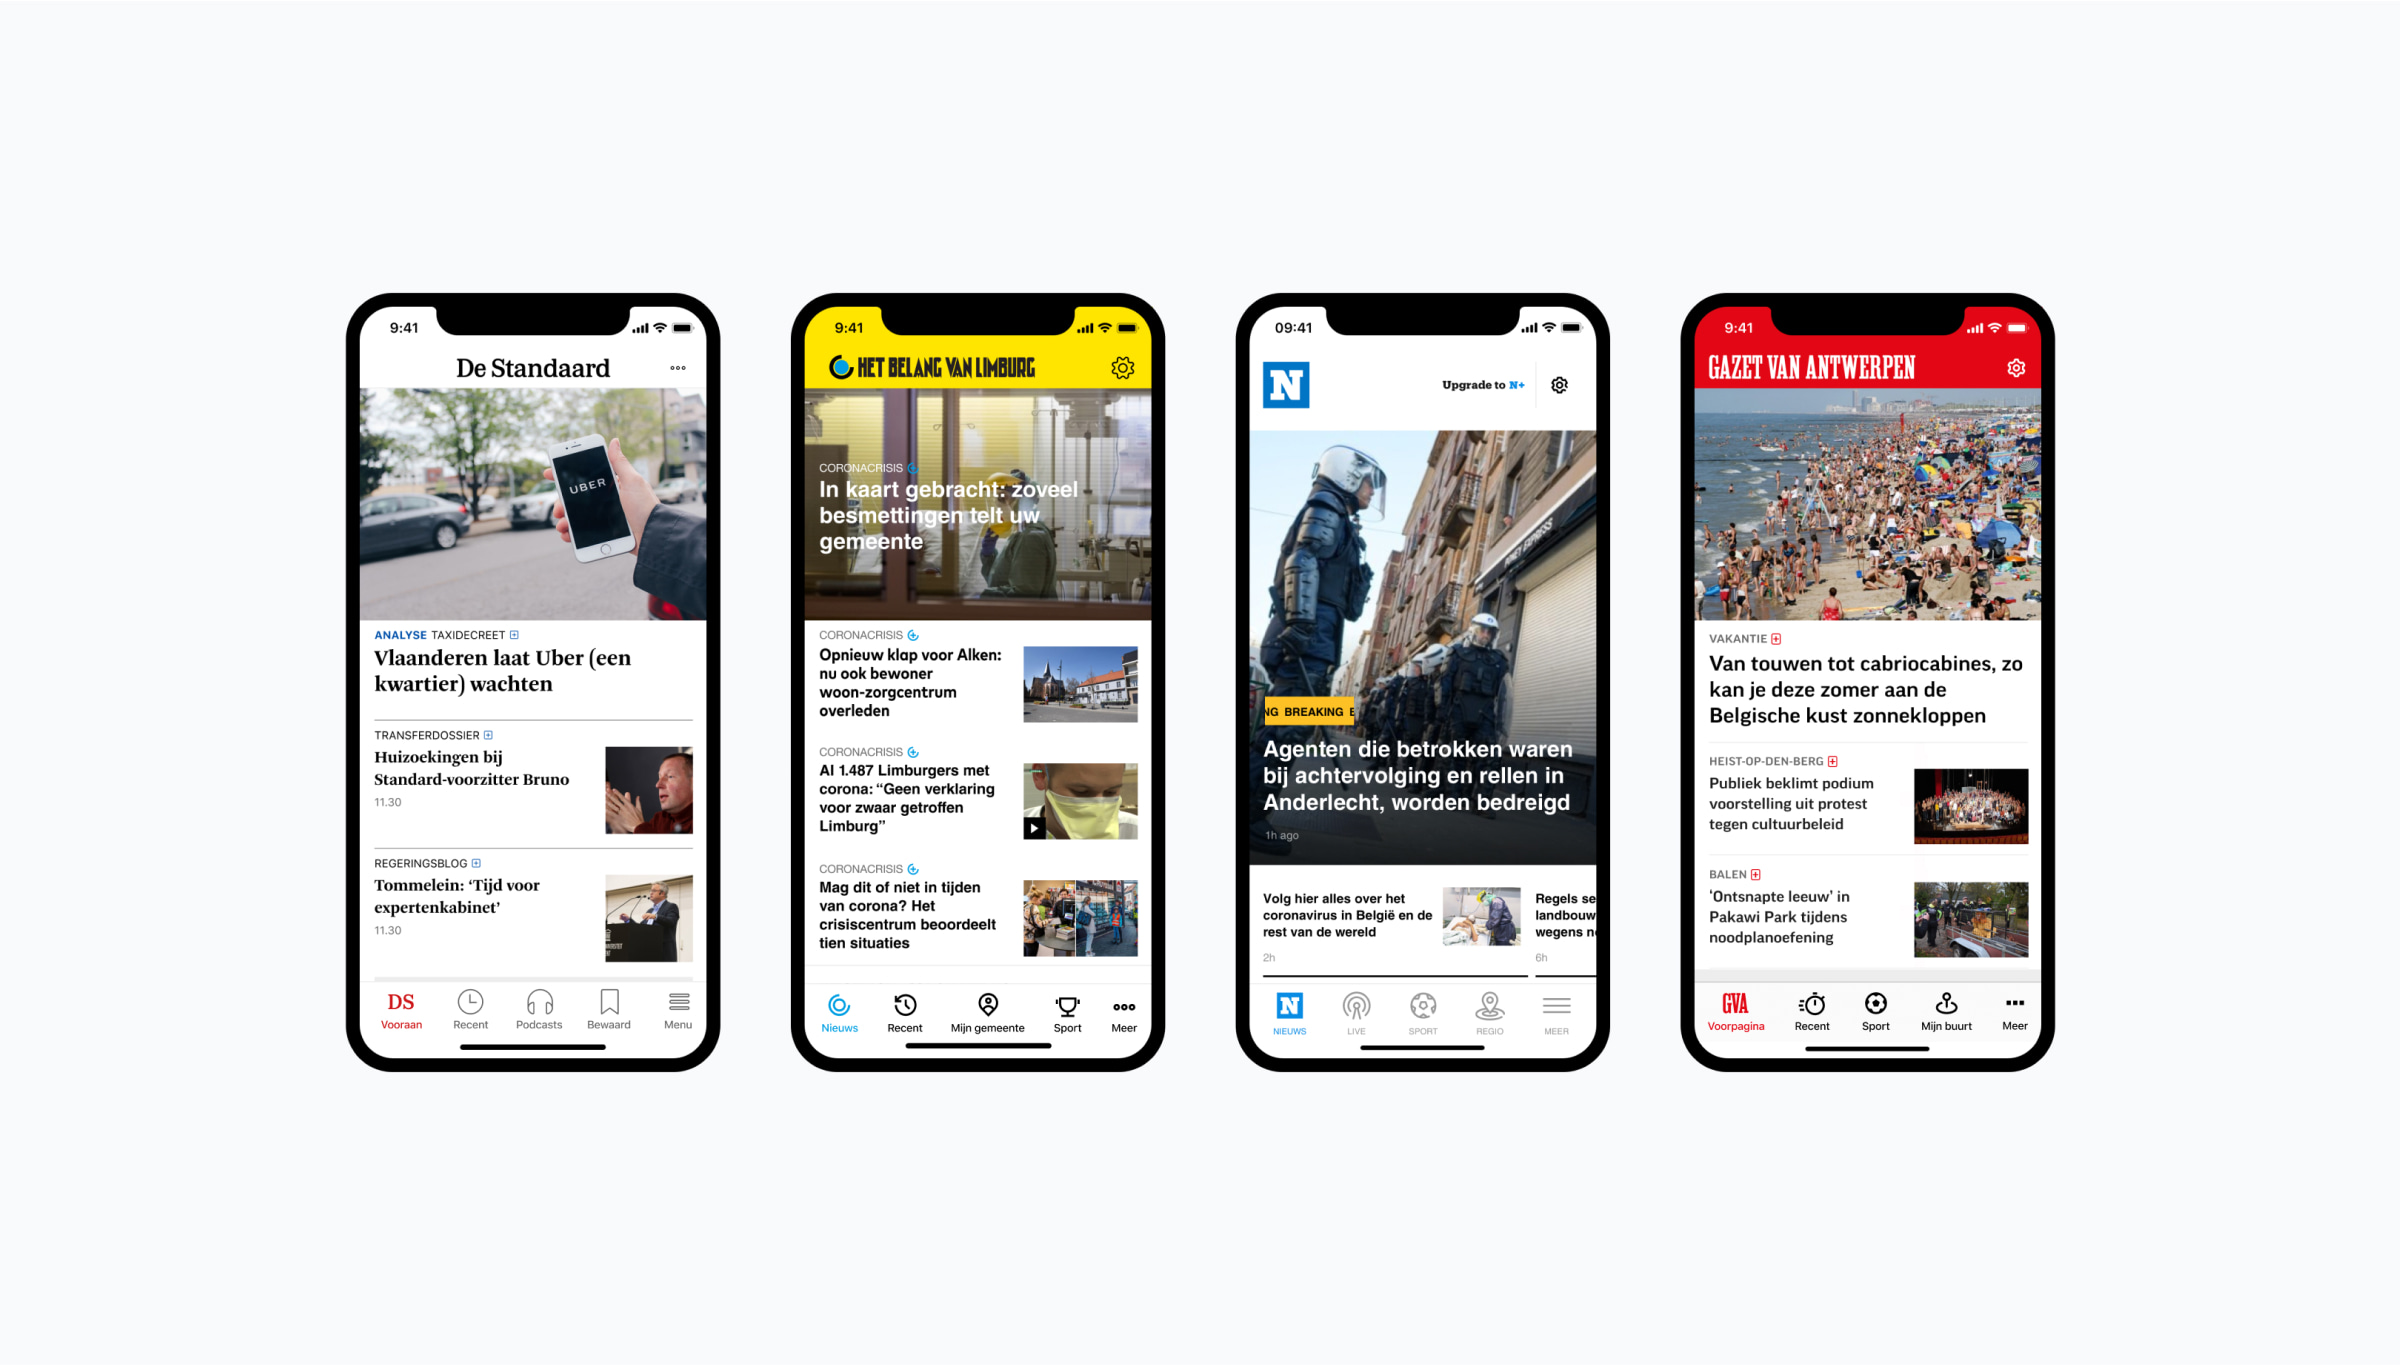 9:41
De Standaard
UBER
ANALYSE TAXIDECREET
Vlaanderen laat Uber (een
kwartier) wachten
TRANSFERDOSSIER
Huizoekingen bij
Standard-voorzitter Bruno
11.30
REGERINGSBLOG
Tommelein: ‘Tijd voor
expertenkabinet’
11.30
DS
Vooraan
Recent
Podcasts
Bewaard
Menu
9:41
HET BELANG VAN LIMBURG
CORONACRISIS
In kaart gebracht: zoveel
besmettingen telt uw
gemeente
CORONACRISIS
Opnieuw klap voor Alken:
nu ook bewoner
woon-zorgcentrum
overleden
CORONACRISIS
Al 1.487 Limburgers met
corona: “Geen verklaring
voor zwaar getroffen
Limburg”
CORONACRISIS
Mag dit of niet in tijden
van corona? Het
crisiscentrum beoordeelt
tien situaties
Nieuws
Recent
Mijn gemeente
Sport
Meer
09:41
N
Upgrade to N+
NG BREAKING
Agenten die betrokken waren
bij achtervolging en rellen in
Anderlecht, worden bedreigd
1h ago
Volg hier alles over het
coronavirus in België en de
rest van de wereld
2h
Regels se
landbouw
wegens n
6h
N
NIEUWS
LIVE
SPORT
REGIO
MEER
9:41
GAZET VAN ANTWERPEN
VAKANTIE
Van touwen tot cabriocabines, zo
kan je deze zomer aan de
Belgische kust zonnekloppen
HEIST-OP-DEN-BERG
Publiek beklimt podium
voorstelling uit protest
tegen cultuurbeleid
BALEN
‘Ontsnapte leeuw’ in
Pakawi Park tijdens
noodplanoefening
GVA
Voorpagina
Recent
Sport
Mijn buurt
Meer